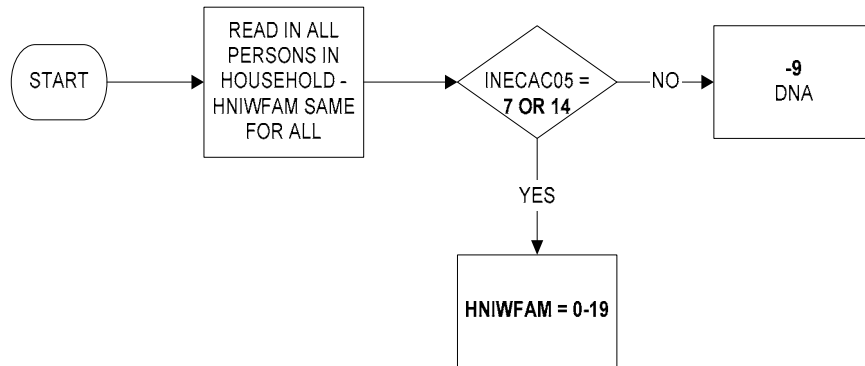 START
READ IN ALL
PERSONS IN
HOUSEHOLD -
HNIWFAM SAME
FOR ALL
INECAC05 =
7 OR 14
NO
-9
DNA
YES
HNIWFAM = 0-19